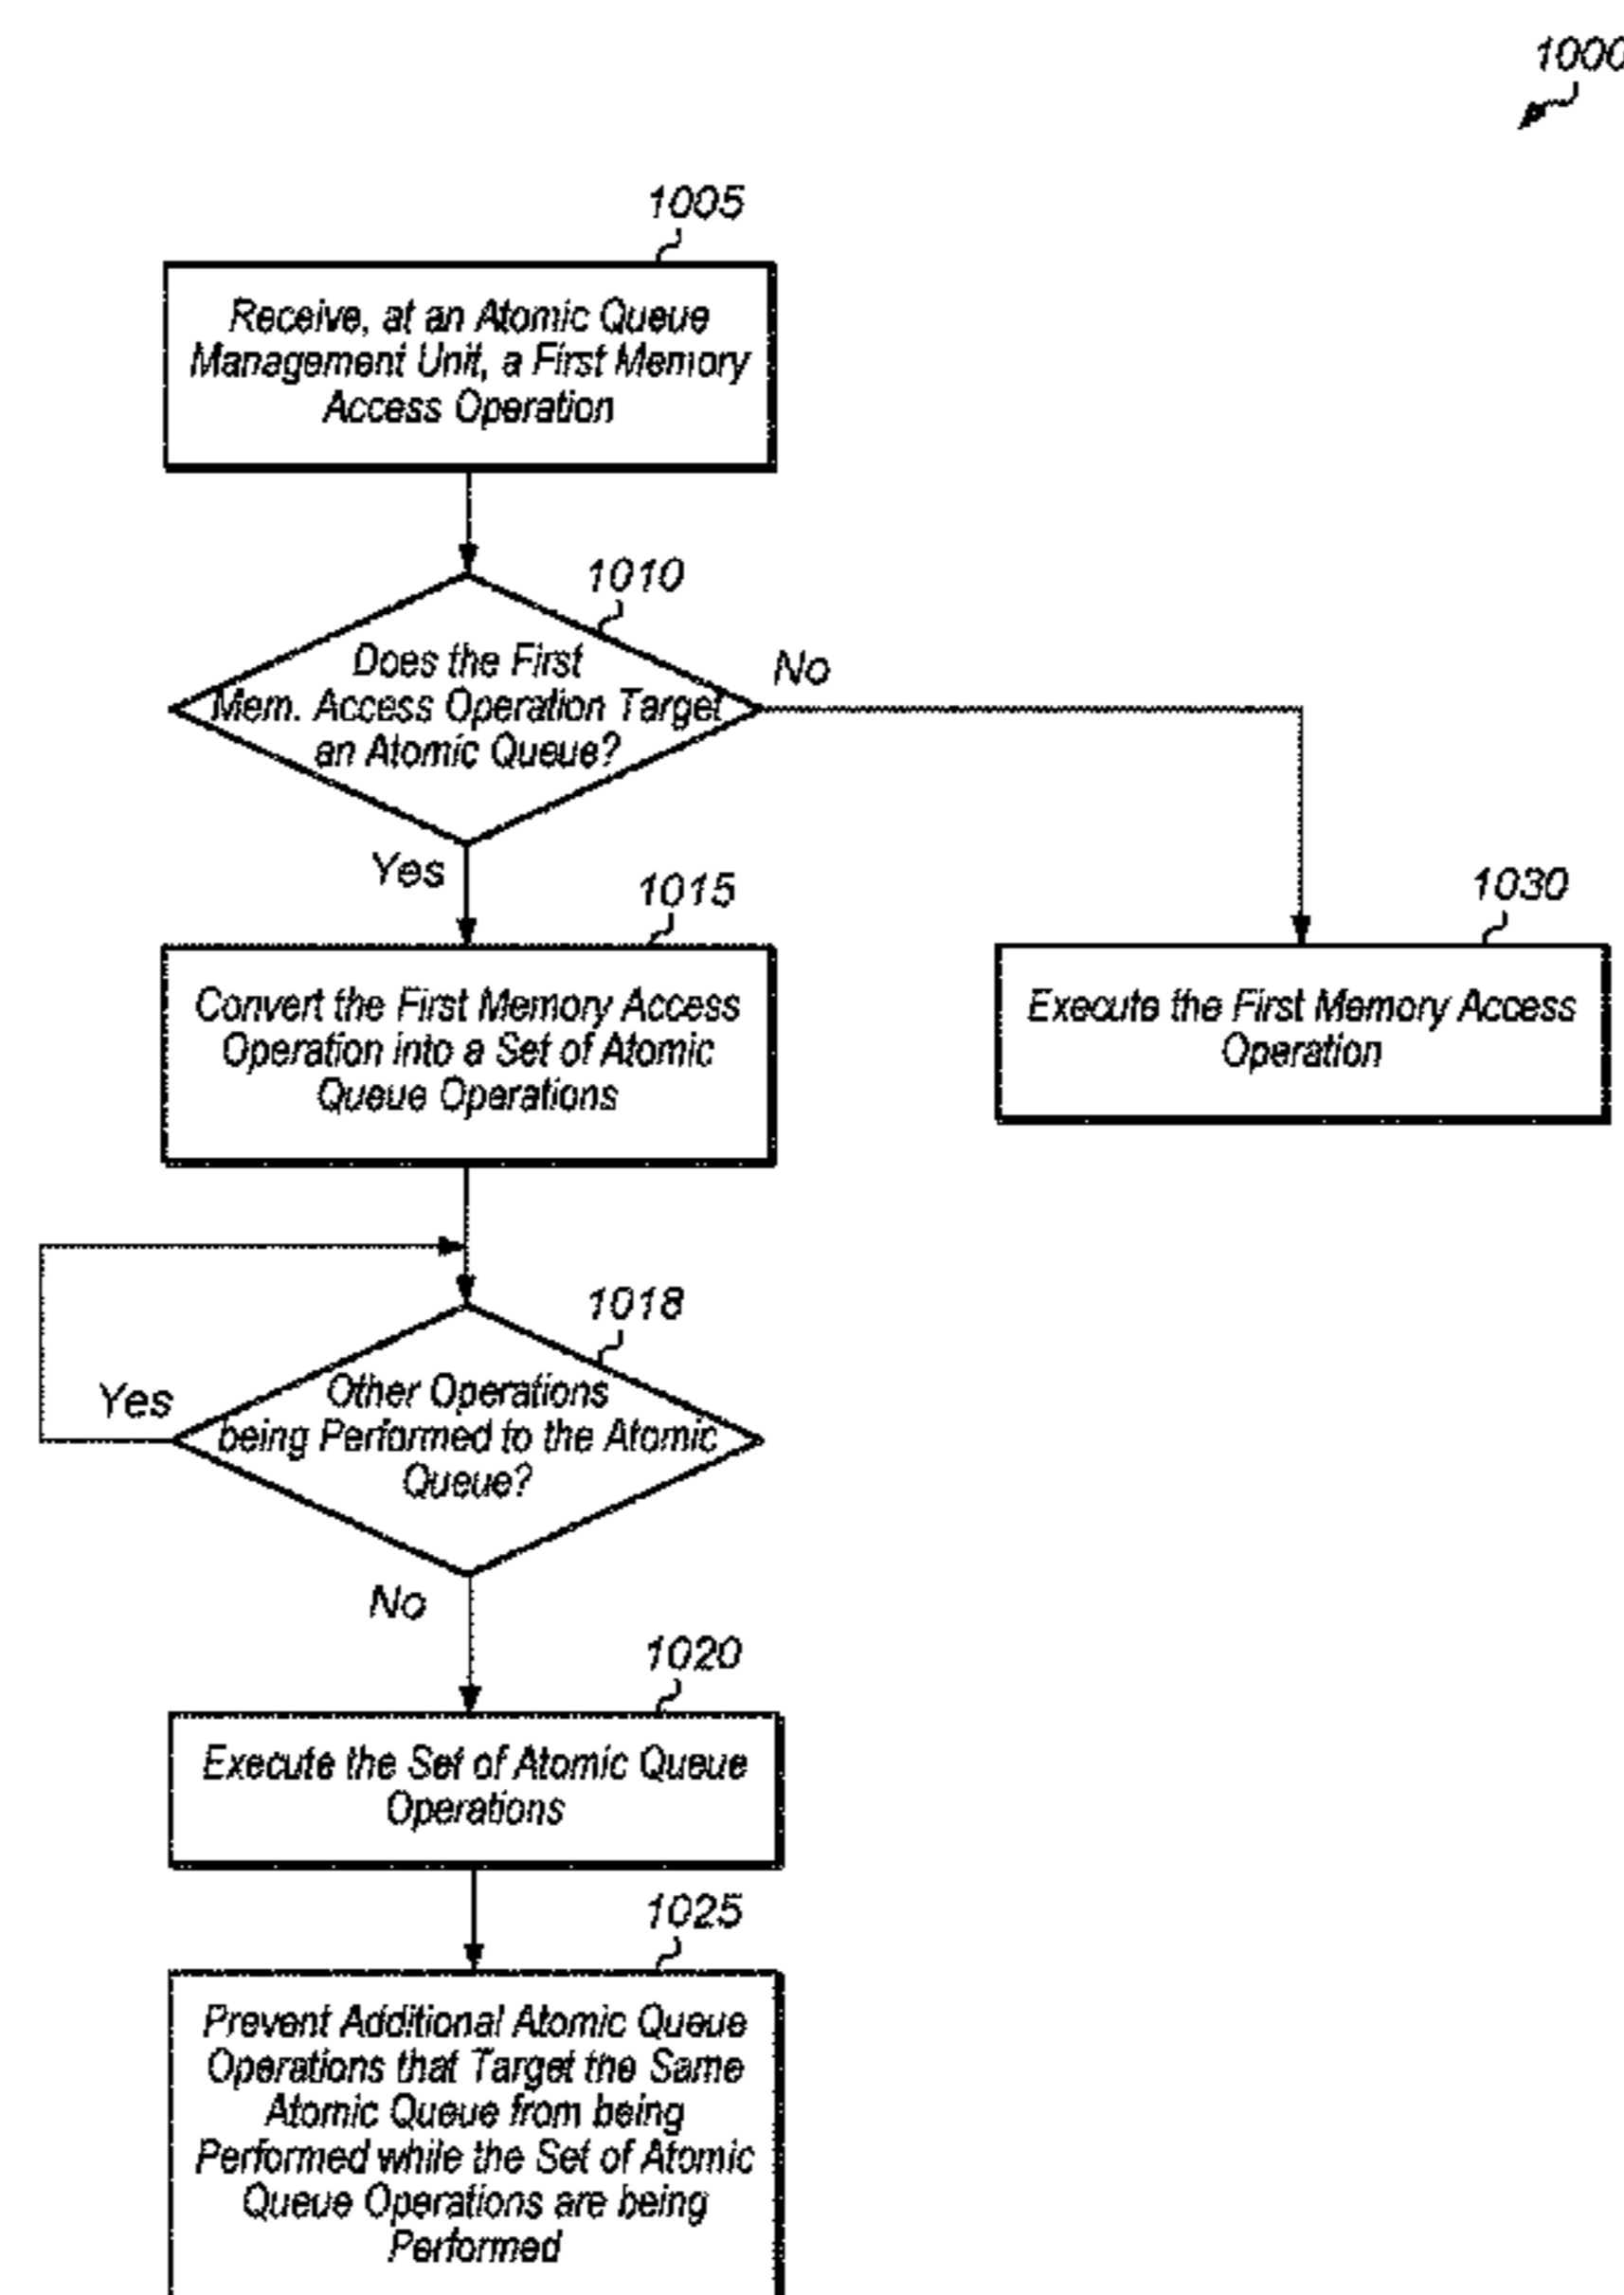 1000
1005
Receive, at an Atomic Queue
Management Unit, a First Memory
Access Operation
1010
Does the First
Mem. Access Operation Target
an Atomic Queue?
No
Yes
1015
Convert the First Memory Access
Operation into a Set of Atomic
Queue Operations
1030
Execute the First Memory Access
Operation
1018
Other Operations
being Performed to the Atomic
Queue?
Yes
No
1020
Execute the Set of Atomic Queue
Operations
1025
Prevent Additional Atomic Queue
Operations that Target the Same
Atomic Queue from being
Performed while the Set of Atomic
Queue Operations are being
Performed